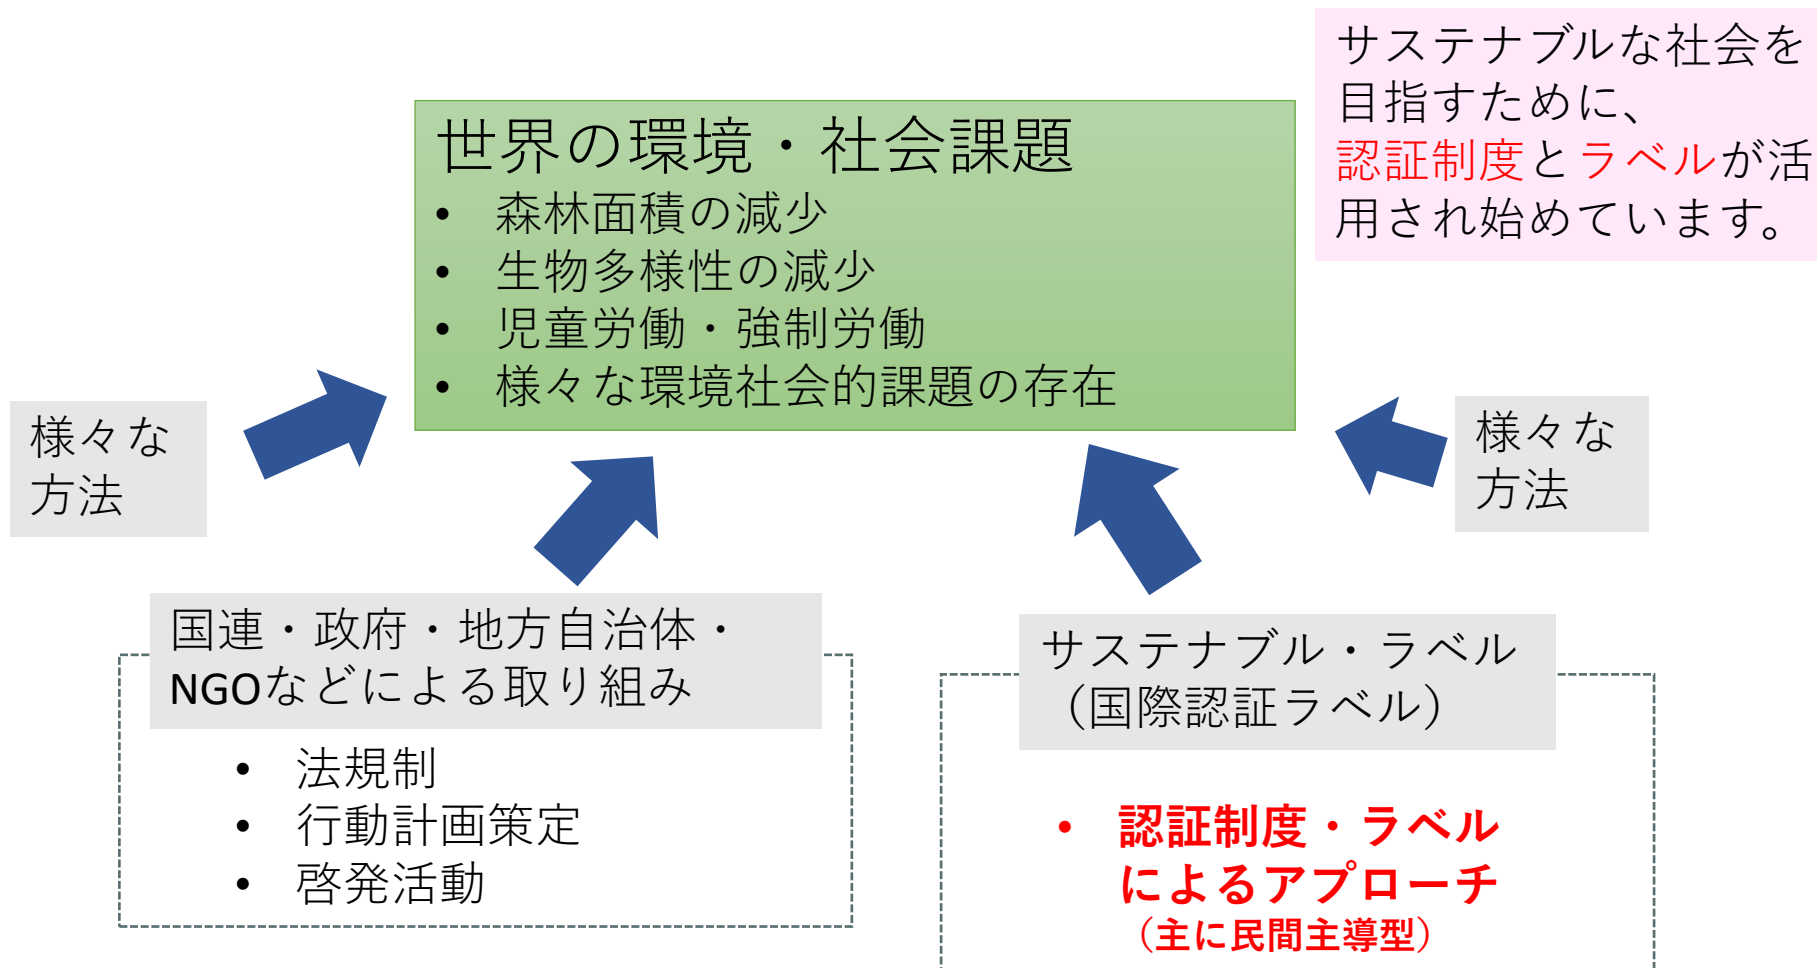 サステナブルな社会を
目指すために、
認証制度とラベルが活
用され始めています。
世界の環境・社会課題
• 森林面積の減少
• 生物多様性の減少
• 児童労働・強制労働
• 様々な環境社会的課題の存在
様々な
方法
様々な
方法
国連・政府・地方自治体・
NGOなどによる取り組み
• 法規制
• 行動計画策定
• 啓発活動
サステナブル・ラベル
（国際認証ラベル）
• 認証制度・ラベル
によるアプローチ
（主に民間主導型）